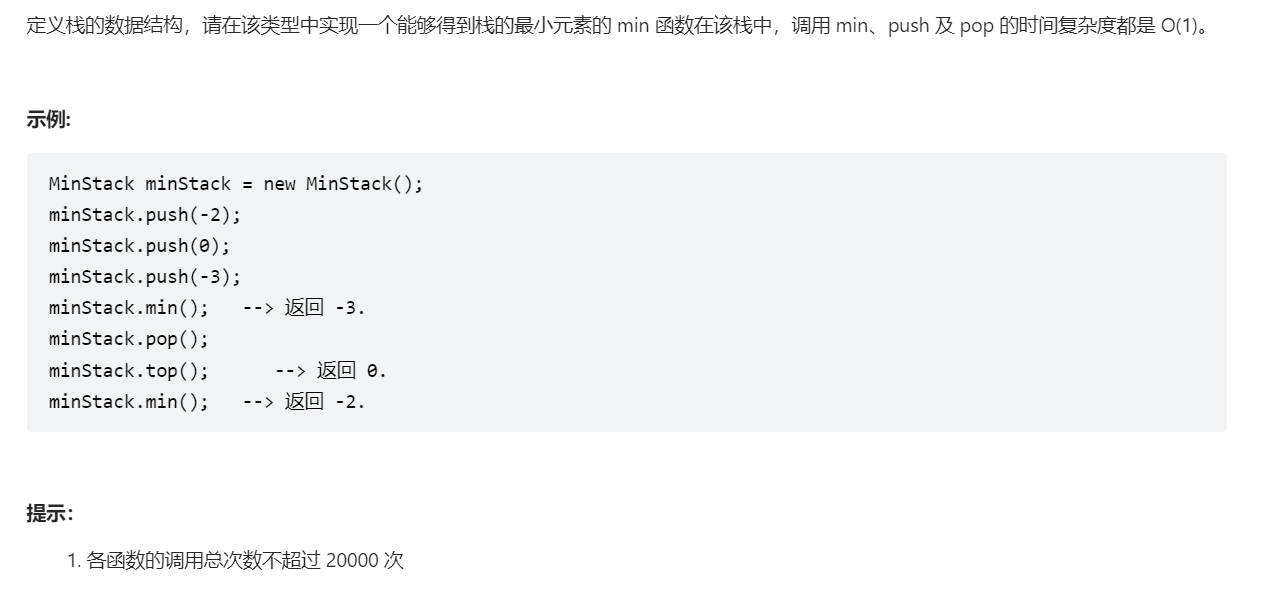 定义栈的数据结构，请在该类型中实现一个能够得到栈的最小元素的 min 函数在该栈中，调用 min、push 及 pop 的时间复杂度都是 O(1)。
示例:
MinStack minStack = new MinStack();
minStack.push(-2);
minStack.push(0);
minStack.push(-3);
minStack.min();   --> 返回 -3.
minStack.pop();
minStack.top();      --> 返回 0.
minStack.min();   --> 返回 -2.
提示：
1. 各函数的调用总次数不超过 20000 次